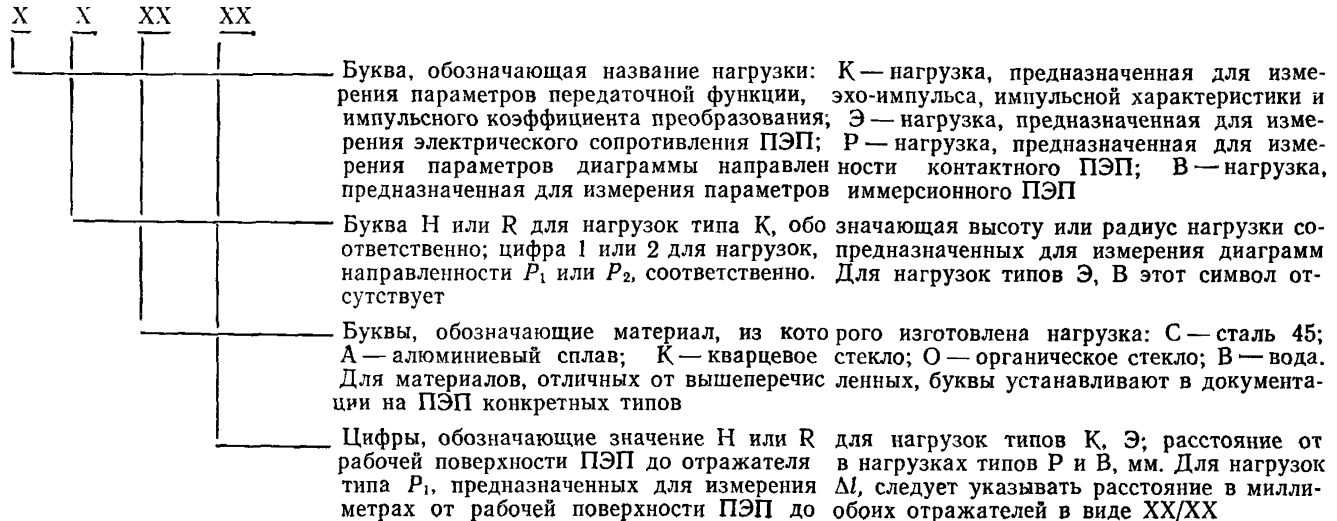 X X XX XX
Буква, обозначающая название нагрузки: К — нагрузка, предназначенная для изме-
рения параметров передаточной функции, эхо-импульса, импульсной характеристики и
импульсного коэффициента преобразования; Э — нагрузка, предназначенная для изме-
рения электрического сопротивления ПЭП; Р — нагрузка, предназначенная для изме-
рения параметров диаграммы направлен ности контактного ПЭП; В — нагрузка,
предназначенная для измерения параметров иммерсионного ПЭП
Буква Н или R для нагрузок типа К, обо значающая высоту или радиус нагрузки со-
ответственно; цифра 1 или 2 для нагрузок, предназначенных для измерения диаграмм
направленности P₁ или P₂, соответственно. Для нагрузок типов Э, В этот символ от-
сутствует
Буквы, обозначающие материал, из кото рого изготовлена нагрузка: С — сталь 45;
А — алюминиевый сплав; К — кварцевое стекло; О — органическое стекло; В — вода.
Для материалов, отличных от вышеперечис ленных, буквы устанавливают в документа-
ции на ПЭП конкретных типов
Цифры, обозначающие значение Н или R для нагрузок типов К, Э; расстояние от
рабочей поверхности ПЭП до отражателя в нагрузках типов Р и В, мм. Для нагрузок
типа P₁, предназначенных для измерения Δl, следует указывать расстояние в милли-
метрах от рабочей поверхности ПЭП до обоих отражателей в виде XX/XX